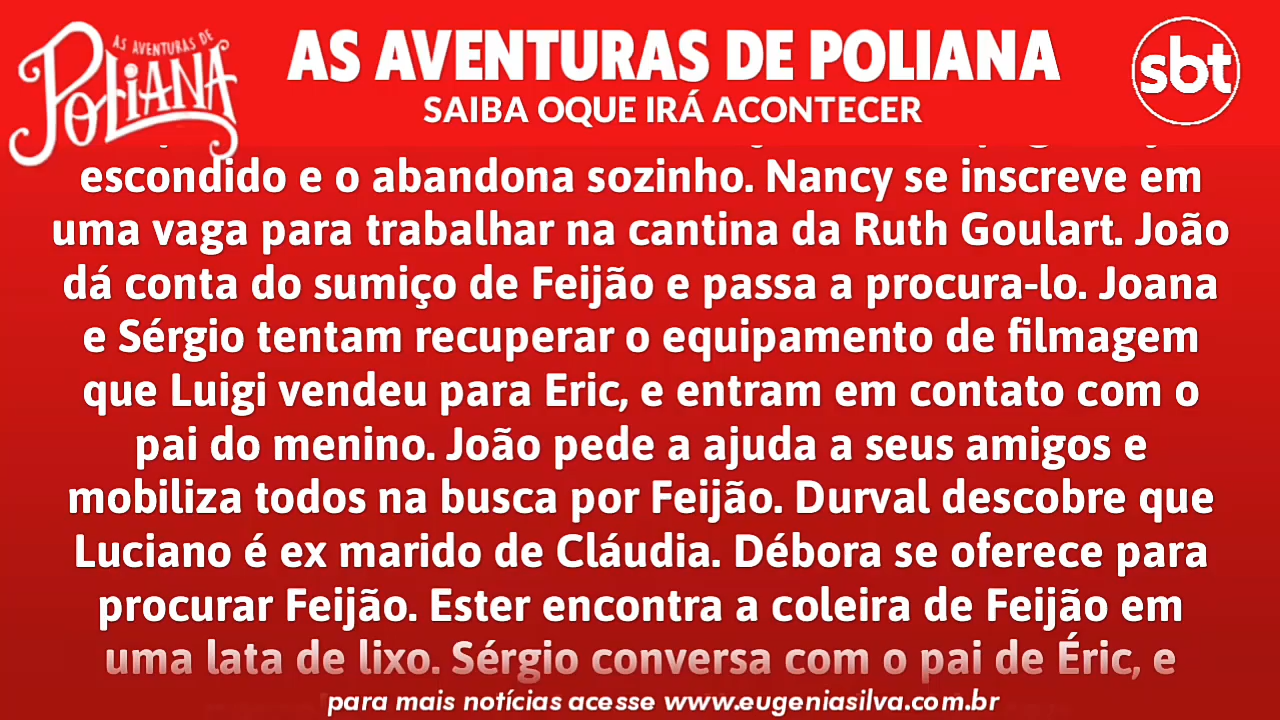 AS AVENTURAS DE
POLIANA
AS AVENTURAS DE POLIANA
SAIBA OQUE IRÁ ACONTECER
sbt
escondido e o abandona sozinho. Nancy se inscreve em
uma vaga para trabalhar na cantina da Ruth Goulart. João
dá conta do sumiço de Feijão e passa a procura-lo. Joana
e Sérgio tentam recuperar o equipamento de filmagem
que Luigi vendeu para Eric, e entram em contato com o
pai do menino. João pede a ajuda a seus amigos e
mobiliza todos na busca por Feijão. Durval descobre que
Luciano é ex marido de Cláudia. Débora se oferece para
procurar Feijão. Ester encontra a coleira de Feijão em
uma lata de lixo. Sérgio conversa com o pai de Éric, e
para mais notícias acesse www.eugeniasilva.com.br